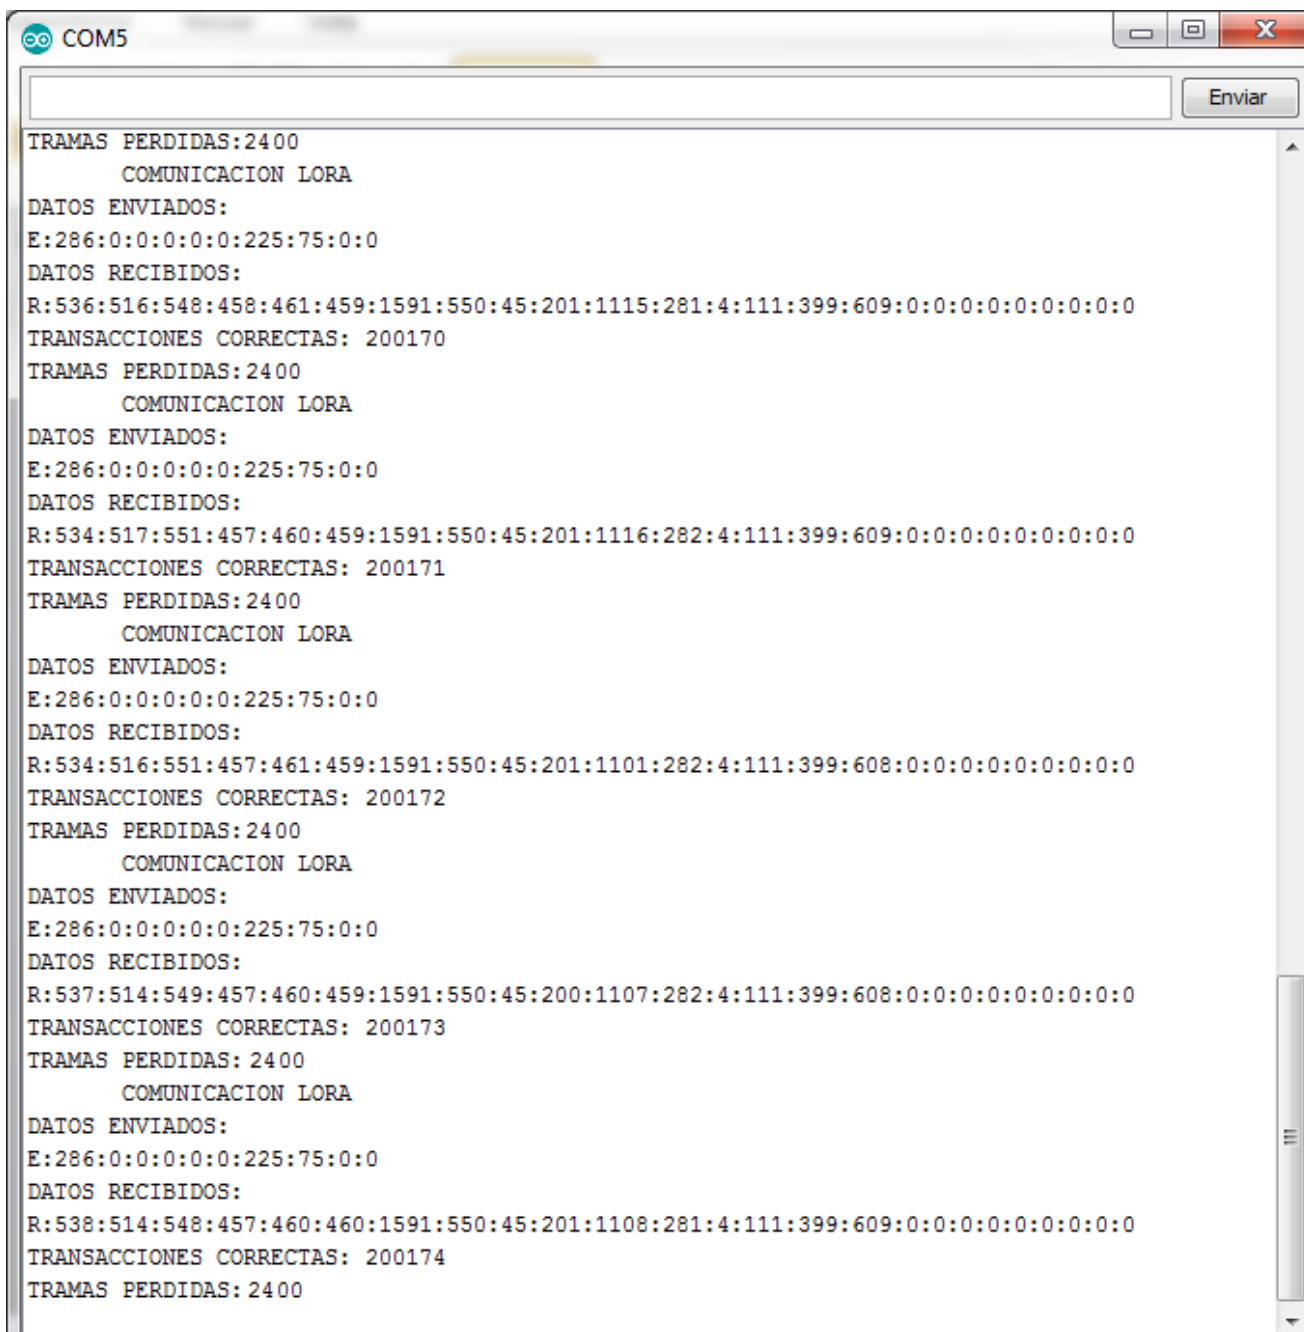 COM5
Enviar
TRAMAS PERDIDAS:2400
COMUNICACION LORA
DATOS ENVIADOS:
E:286:0:0:0:0:0:225:75:0:0
DATOS RECIBIDOS:
R:536:516:548:458:461:459:1591:550:45:201:1115:281:4:111:399:609:0:0:0:0:0:0:0:0:0
TRANSACCIONES CORRECTAS: 200170
TRAMAS PERDIDAS:2400
COMUNICACION LORA
DATOS ENVIADOS:
E:286:0:0:0:0:0:225:75:0:0
DATOS RECIBIDOS:
R:534:517:551:457:460:459:1591:550:45:201:1116:282:4:111:399:609:0:0:0:0:0:0:0:0:0
TRANSACCIONES CORRECTAS: 200171
TRAMAS PERDIDAS:2400
COMUNICACION LORA
DATOS ENVIADOS:
E:286:0:0:0:0:0:225:75:0:0
DATOS RECIBIDOS:
R:534:516:551:457:461:459:1591:550:45:201:1101:282:4:111:399:608:0:0:0:0:0:0:0:0:0
TRANSACCIONES CORRECTAS: 200172
TRAMAS PERDIDAS:2400
COMUNICACION LORA
DATOS ENVIADOS:
E:286:0:0:0:0:0:225:75:0:0
DATOS RECIBIDOS:
R:537:514:549:457:460:459:1591:550:45:200:1107:282:4:111:399:608:0:0:0:0:0:0:0:0:0
TRANSACCIONES CORRECTAS: 200173
TRAMAS PERDIDAS: 2400
COMUNICACION LORA
DATOS ENVIADOS:
E:286:0:0:0:0:0:225:75:0:0
DATOS RECIBIDOS:
R:538:514:548:457:460:460:1591:550:45:201:1108:281:4:111:399:609:0:0:0:0:0:0:0:0:0
TRANSACCIONES CORRECTAS: 200174
TRAMAS PERDIDAS:2400